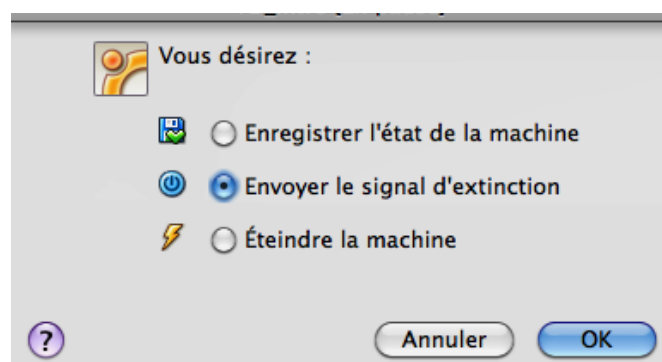 Vous désirez :
Enregistrer l'état de la machine
Envoyer le signal d'extinction
Éteindre la machine
?
Annuler
OK